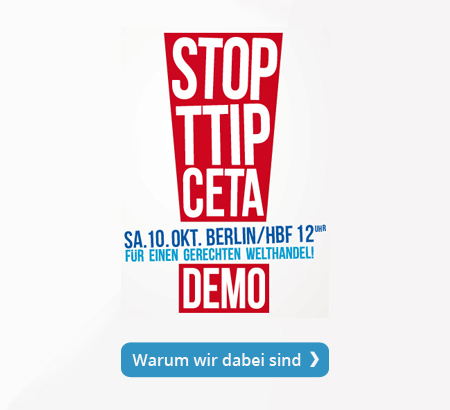 STOP
TTIP
CETA
SA.10.OKT. BERLIN/HBF 12 UHR
FÜR EINEN GERECHTEN WELTHANDEL!
DEMO
Warum wir dabei sind ❯